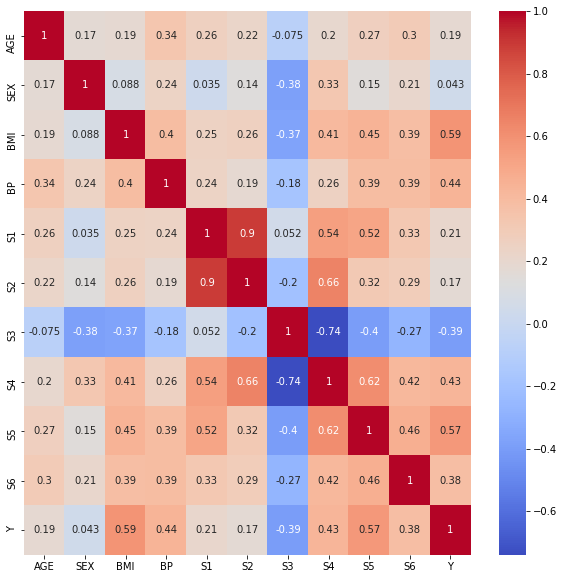 AGE 1 0.17 0.19 0.34 0.26 0.22 -0.075 0.2 0.27 0.3 0.19
SEX 0.17 1 0.088 0.24 0.035 0.14 -0.38 0.33 0.15 0.21 0.043
BMI 0.19 0.088 1 0.4 0.25 0.26 -0.37 0.41 0.45 0.39 0.59
BP 0.34 0.24 0.4 1 0.24 0.19 -0.18 0.26 0.39 0.39 0.44
S1 0.26 0.035 0.25 0.24 1 0.9 0.052 0.54 0.52 0.33 0.21
S2 0.22 0.14 0.26 0.19 0.9 1 -0.2 0.66 0.32 0.29 0.17
S3 -0.075 -0.38 -0.37 -0.18 0.052 -0.2 1 -0.74 -0.4 -0.27 -0.39
S4 0.2 0.33 0.41 0.26 0.54 0.66 -0.74 1 0.62 0.42 0.43
S5 0.27 0.15 0.45 0.39 0.52 0.32 -0.4 0.62 1 0.46 0.57
S6 0.3 0.21 0.39 0.39 0.33 0.29 -0.27 0.42 0.46 1 0.38
Y 0.19 0.043 0.59 0.44 0.21 0.17 -0.39 0.43 0.57 0.38 1
AGE SEX BMI BP S1 S2 S3 S4 S5 S6 Y
1.0
0.8
0.6
0.4
0.2
0.0
−0.2
−0.4
−0.6